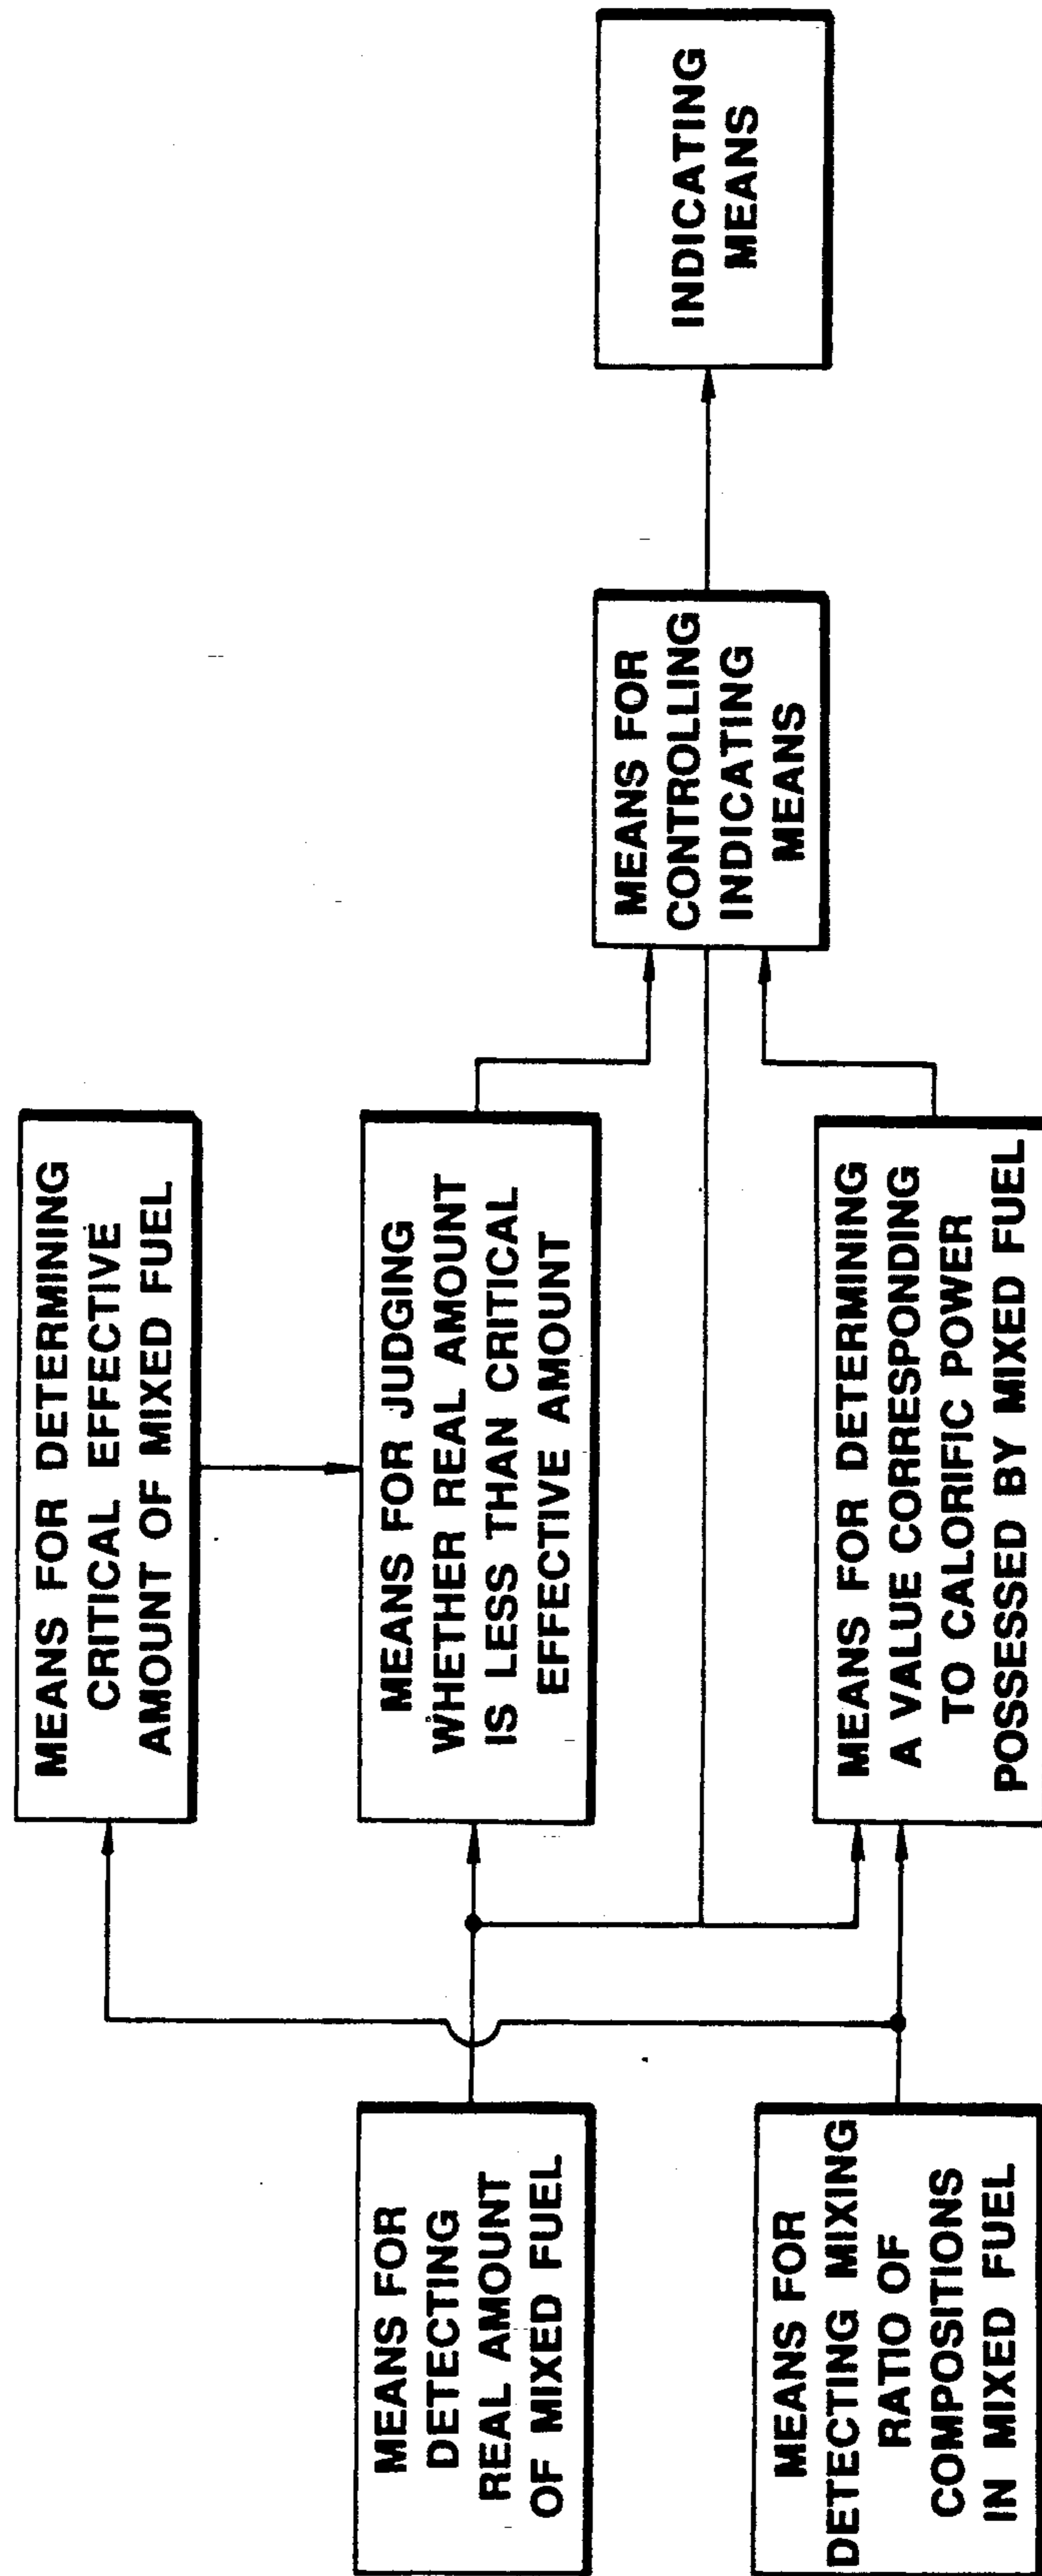 MEANS FOR
DETECTING
REAL AMOUNT
OF MIXED FUEL
MEANS FOR
DETECTING MIXING
RATIO OF
COMPOSITIONS
IN MIXED FUEL
MEANS FOR DETERMINING
CRITICAL EFFECTIVE
AMOUNT OF MIXED FUEL
MEANS FOR JUDGING
WHETHER REAL AMOUNT
IS LESS THAN CRITICAL
EFFECTIVE AMOUNT
MEANS FOR DETERMINING
A VALUE CORRESPONDING
TO CALORIFIC POWER
POSSESSED BY MIXED FUEL
MEANS FOR
CONTROLLING
INDICATING
MEANS
INDICATING
MEANS